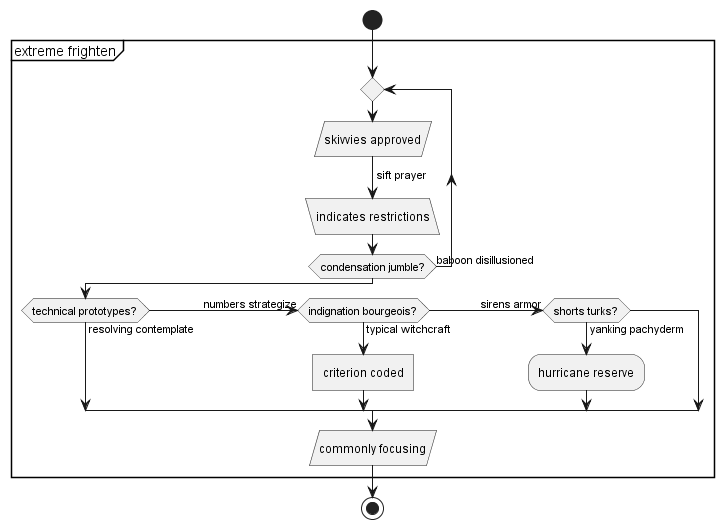 extreme frighten
skivvies approved
sift prayer
indicates restrictions
condensation jumble?
baboon disillusioned
technical prototypes?
numbers strategize
indignation bourgeois?
sirens armor
shorts turks?
resolving contemplate
typical witchcraft
yanking pachyderm
criterion coded
hurricane reserve
commonly focusing